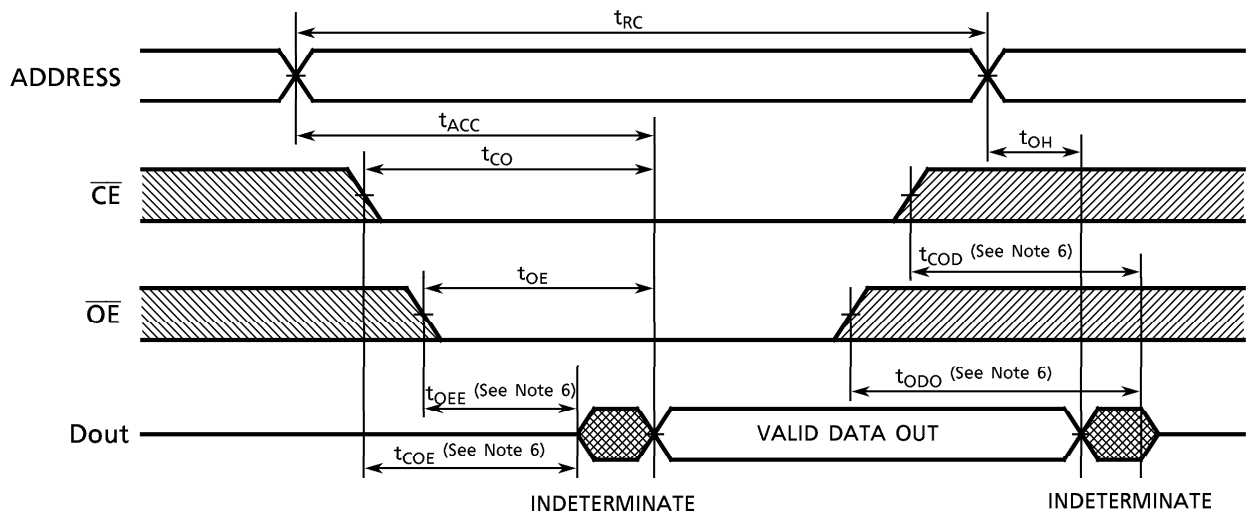 tRC
ADDRESS
tACC
tCO
tOH
CE
tCOD (See Note 6)
tOE
OE
tODO (See Note 6)
tOEE (See Note 6)
Dout
VALID DATA OUT
tCOE (See Note 6)
INDETERMINATE
INDETERMINATE